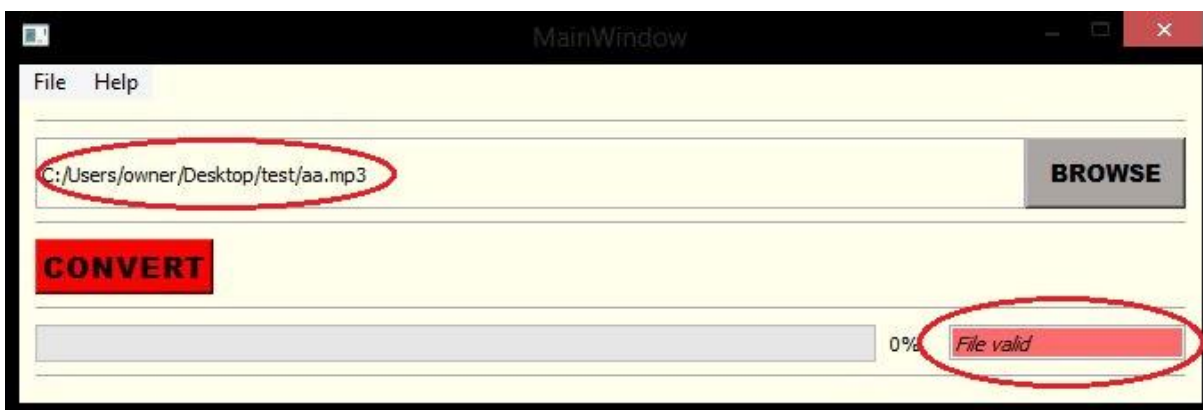 MainWindow
File Help
C:/Users/owner/Desktop/test/aa.mp3 BROWSE
CONVERT
0% File valid